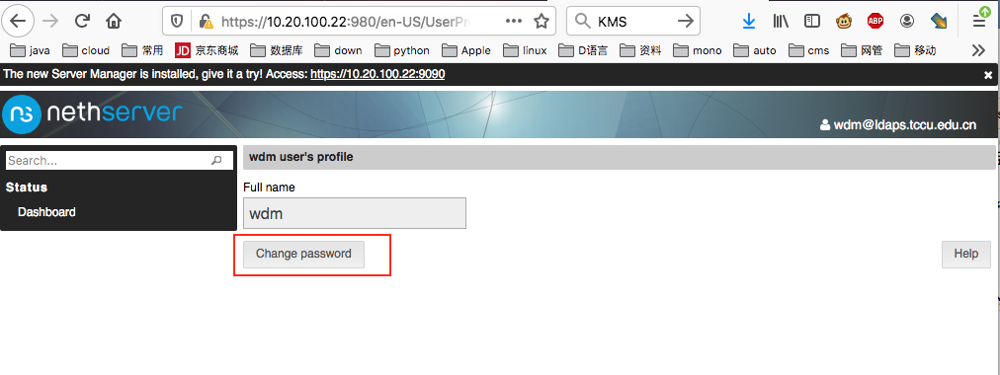 https://10.20.100.22:980/en-US/UserPr
KMS
java cloud 常用 JD 京东商城 数据库 down python Apple linux D语言 资料 mono auto cms 网管 移动
ABP
The new Server Manager is installed, give it a try! Access: https://10.20.100.22:9090
ns nethserver
wdm@ldaps.tccu.edu.cn
Search...
Status
Dashboard
wdm user's profile
Full name
wdm
Change password
Help